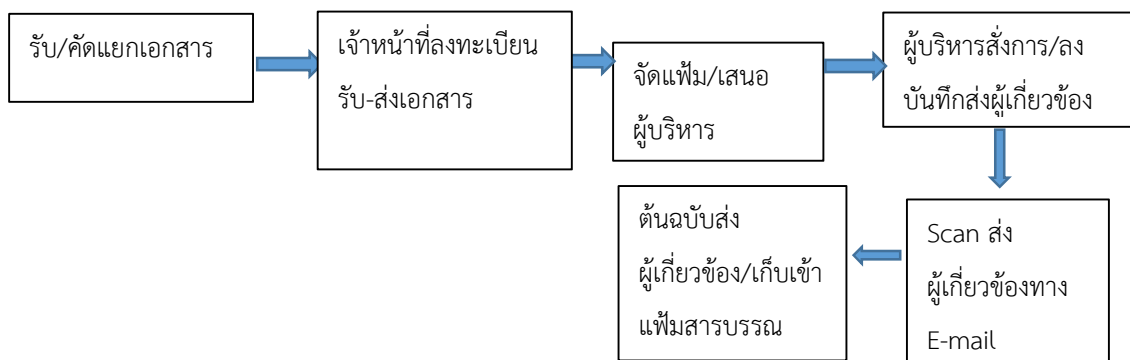 รับ/คัดแยกเอกสาร
เจ้าหน้าที่ลงทะเบียน
รับ-ส่งเอกสาร
จัดแฟ้ม/เสนอ
ผู้บริหาร
ผู้บริหารสั่งการ/ลง
บันทึกส่งผู้เกี่ยวข้อง
Scan ส่ง
ผู้เกี่ยวข้องทาง
E-mail
ต้นฉบับส่ง
ผู้เกี่ยวข้อง/เก็บเข้า
แฟ้มสารบรรณ